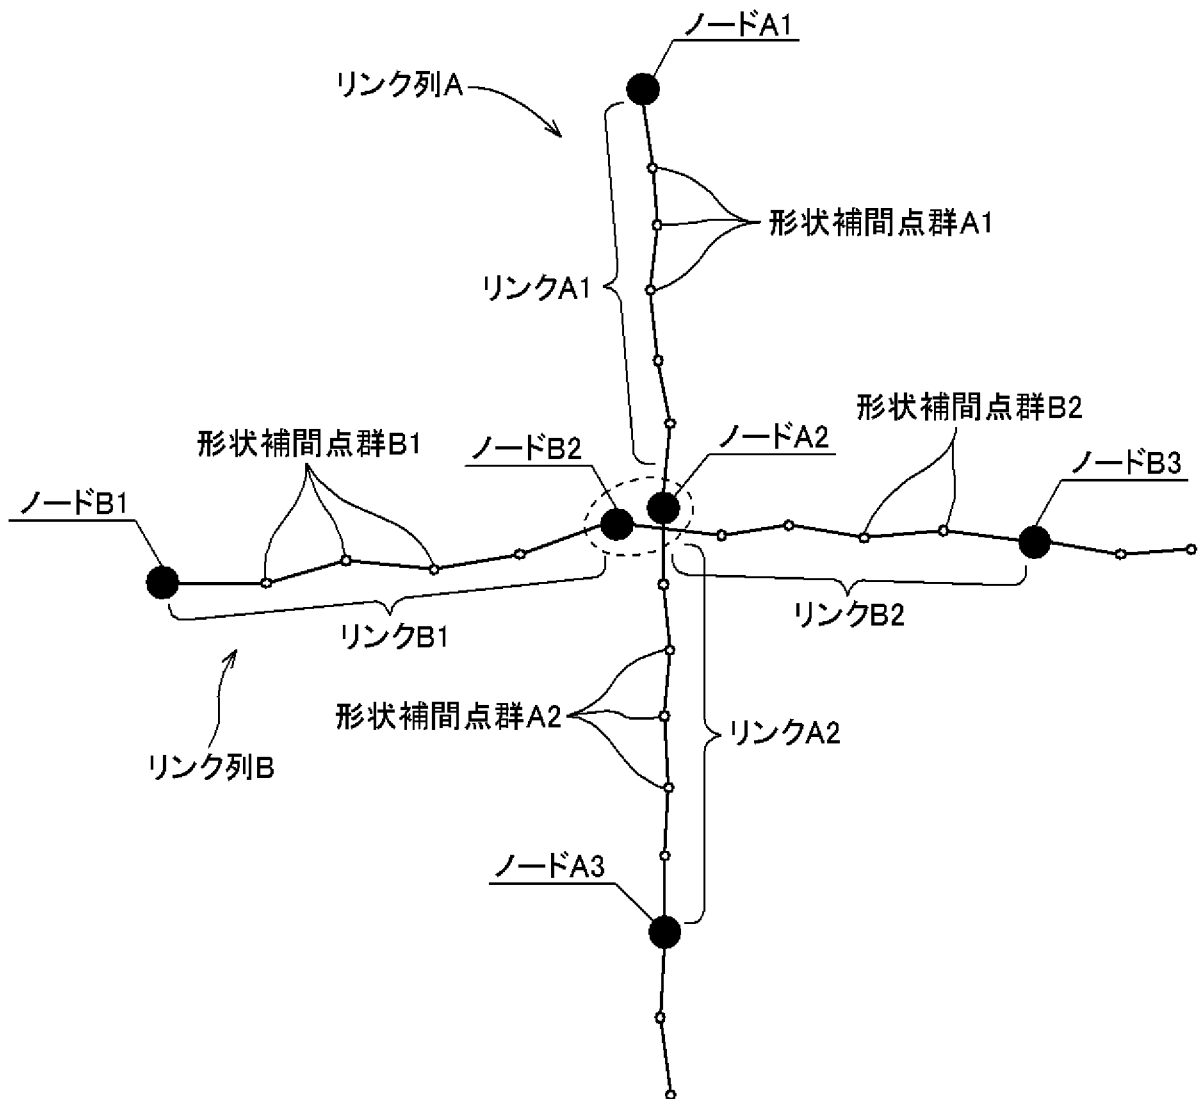 ノードA1
リンク列A
形状補間点群A1
リンクA1
形状補間点群B2
形状補間点群B1
ノードB2
ノードA2
ノードB3
ノードB1
リンクB2
リンクB1
形状補間点群A2
リンクA2
リンク列B
ノードA3